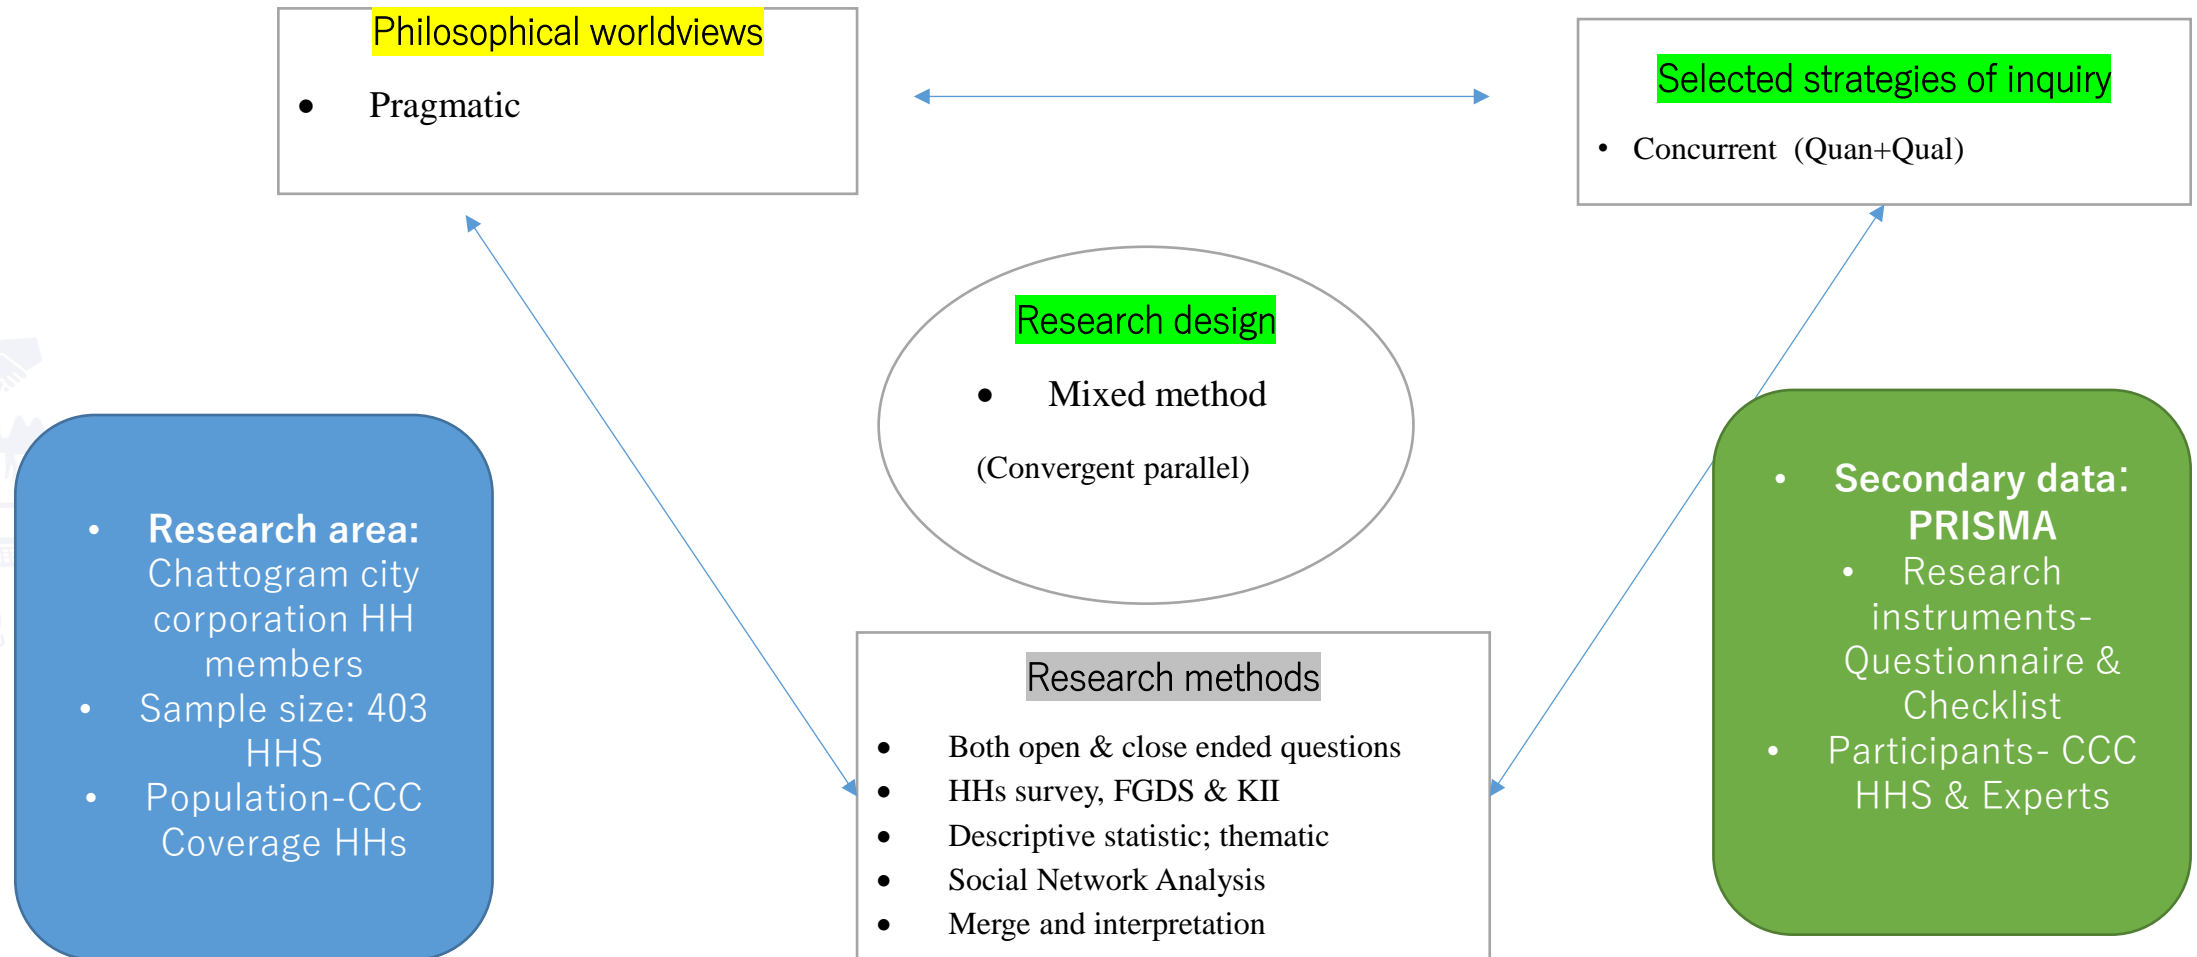 Philosophical worldviews
• Pragmatic
Selected strategies of inquiry
• Concurrent (Quan+Qual)
Research design
• Mixed method
(Convergent parallel)
• Research area:
Chattogram city
corporation HH
members
• Sample size: 403
HHS
• Population-CCC
Coverage HHs
Research methods
• Both open & close ended questions
• HHs survey, FGDS & KII
• Descriptive statistic; thematic
• Social Network Analysis
• Merge and interpretation
• Secondary data:
PRISMA
• Research
instruments-
Questionnaire &
Checklist
• Participants- CCC
HHS & Experts